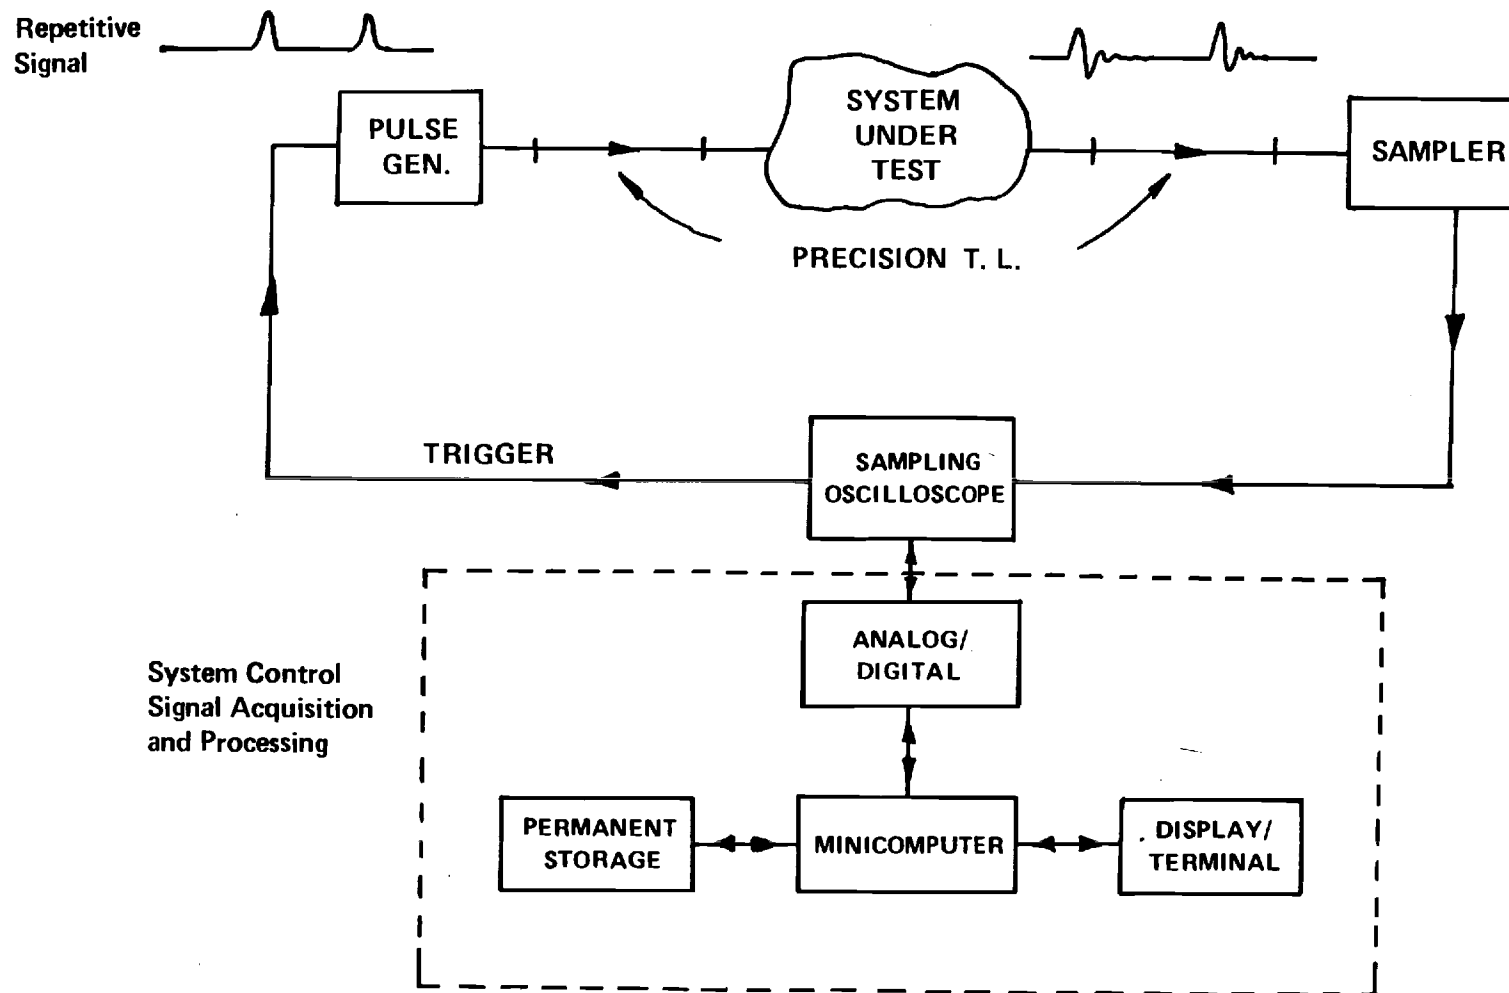 Repetitive
Signal
PULSE
GEN.
SYSTEM
UNDER
TEST
SAMPLER
PRECISION T. L.
TRIGGER
SAMPLING
OSCILLOSCOPE
System Control
Signal Acquisition
and Processing
ANALOG/
DIGITAL
PERMANENT
STORAGE
MINICOMPUTER
DISPLAY/
TERMINAL